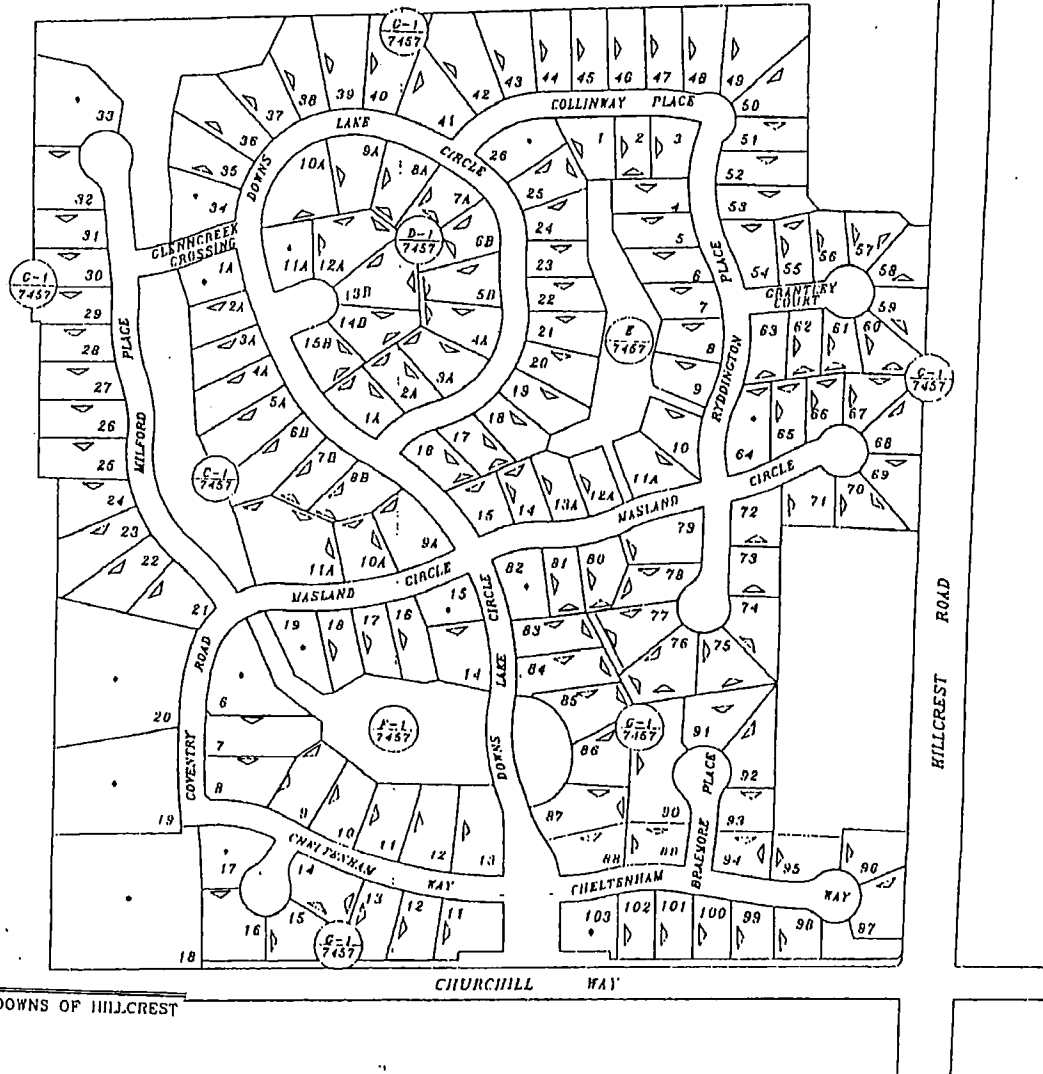 C-1
7457
33
37
38
39
40
42
43
44
45
46
47
48
49
50
COLLINWAY PLACE
LAKE
41
36
35
34
DOWNS
CIRCLE
26
1
2
3
51
52
53
10A
9A
8A
7A
25
32
31
30
29
28
27
26
25
24
23
22
21
GLENNCREEK
CROSSING
C-1
7457
D-1
7457
1A
11A
12A
13B
14B
15B
6B
5B
4A
3A
2A
1A
24
23
22
21
20
19
18
17
16
4
5
6
7
8
9
10
PLACE
54
55
56
57
58
59
GRANTLEY
COURT
63
62
61
60
E
7457
RYDDINGTON
C-1
7457
2A
3A
4A
5A
6B
7B
8B
PLACE
MILFORD
C-1
7457
64
65
66
67
68
69
70
71
72
73
74
CIRCLE
MASLAND
11A
12A
13A
14
15
11A
10A
9A
MASLAND CIRCLE
15
82
81
80
79
78
77
76
75
19
18
17
16
14
83
84
85
86
87
CIRCLE
LAKE
DOWNS
ROAD
COVENTRY
20
19
18
6
7
8
9
10
11
12
13
F-1
7457
G-1
7457
91
92
93
90
89
88
PLACE
BRAEMORE
94
95
96
97
CHELTENHAM WAY
CHELTENHAM
WAY
17
14
13
12
11
15
16
G-1
7457
103
102
101
100
99
98
HILLCREST ROAD
CHURCHILL WAY
DOWNS OF HILLCREST